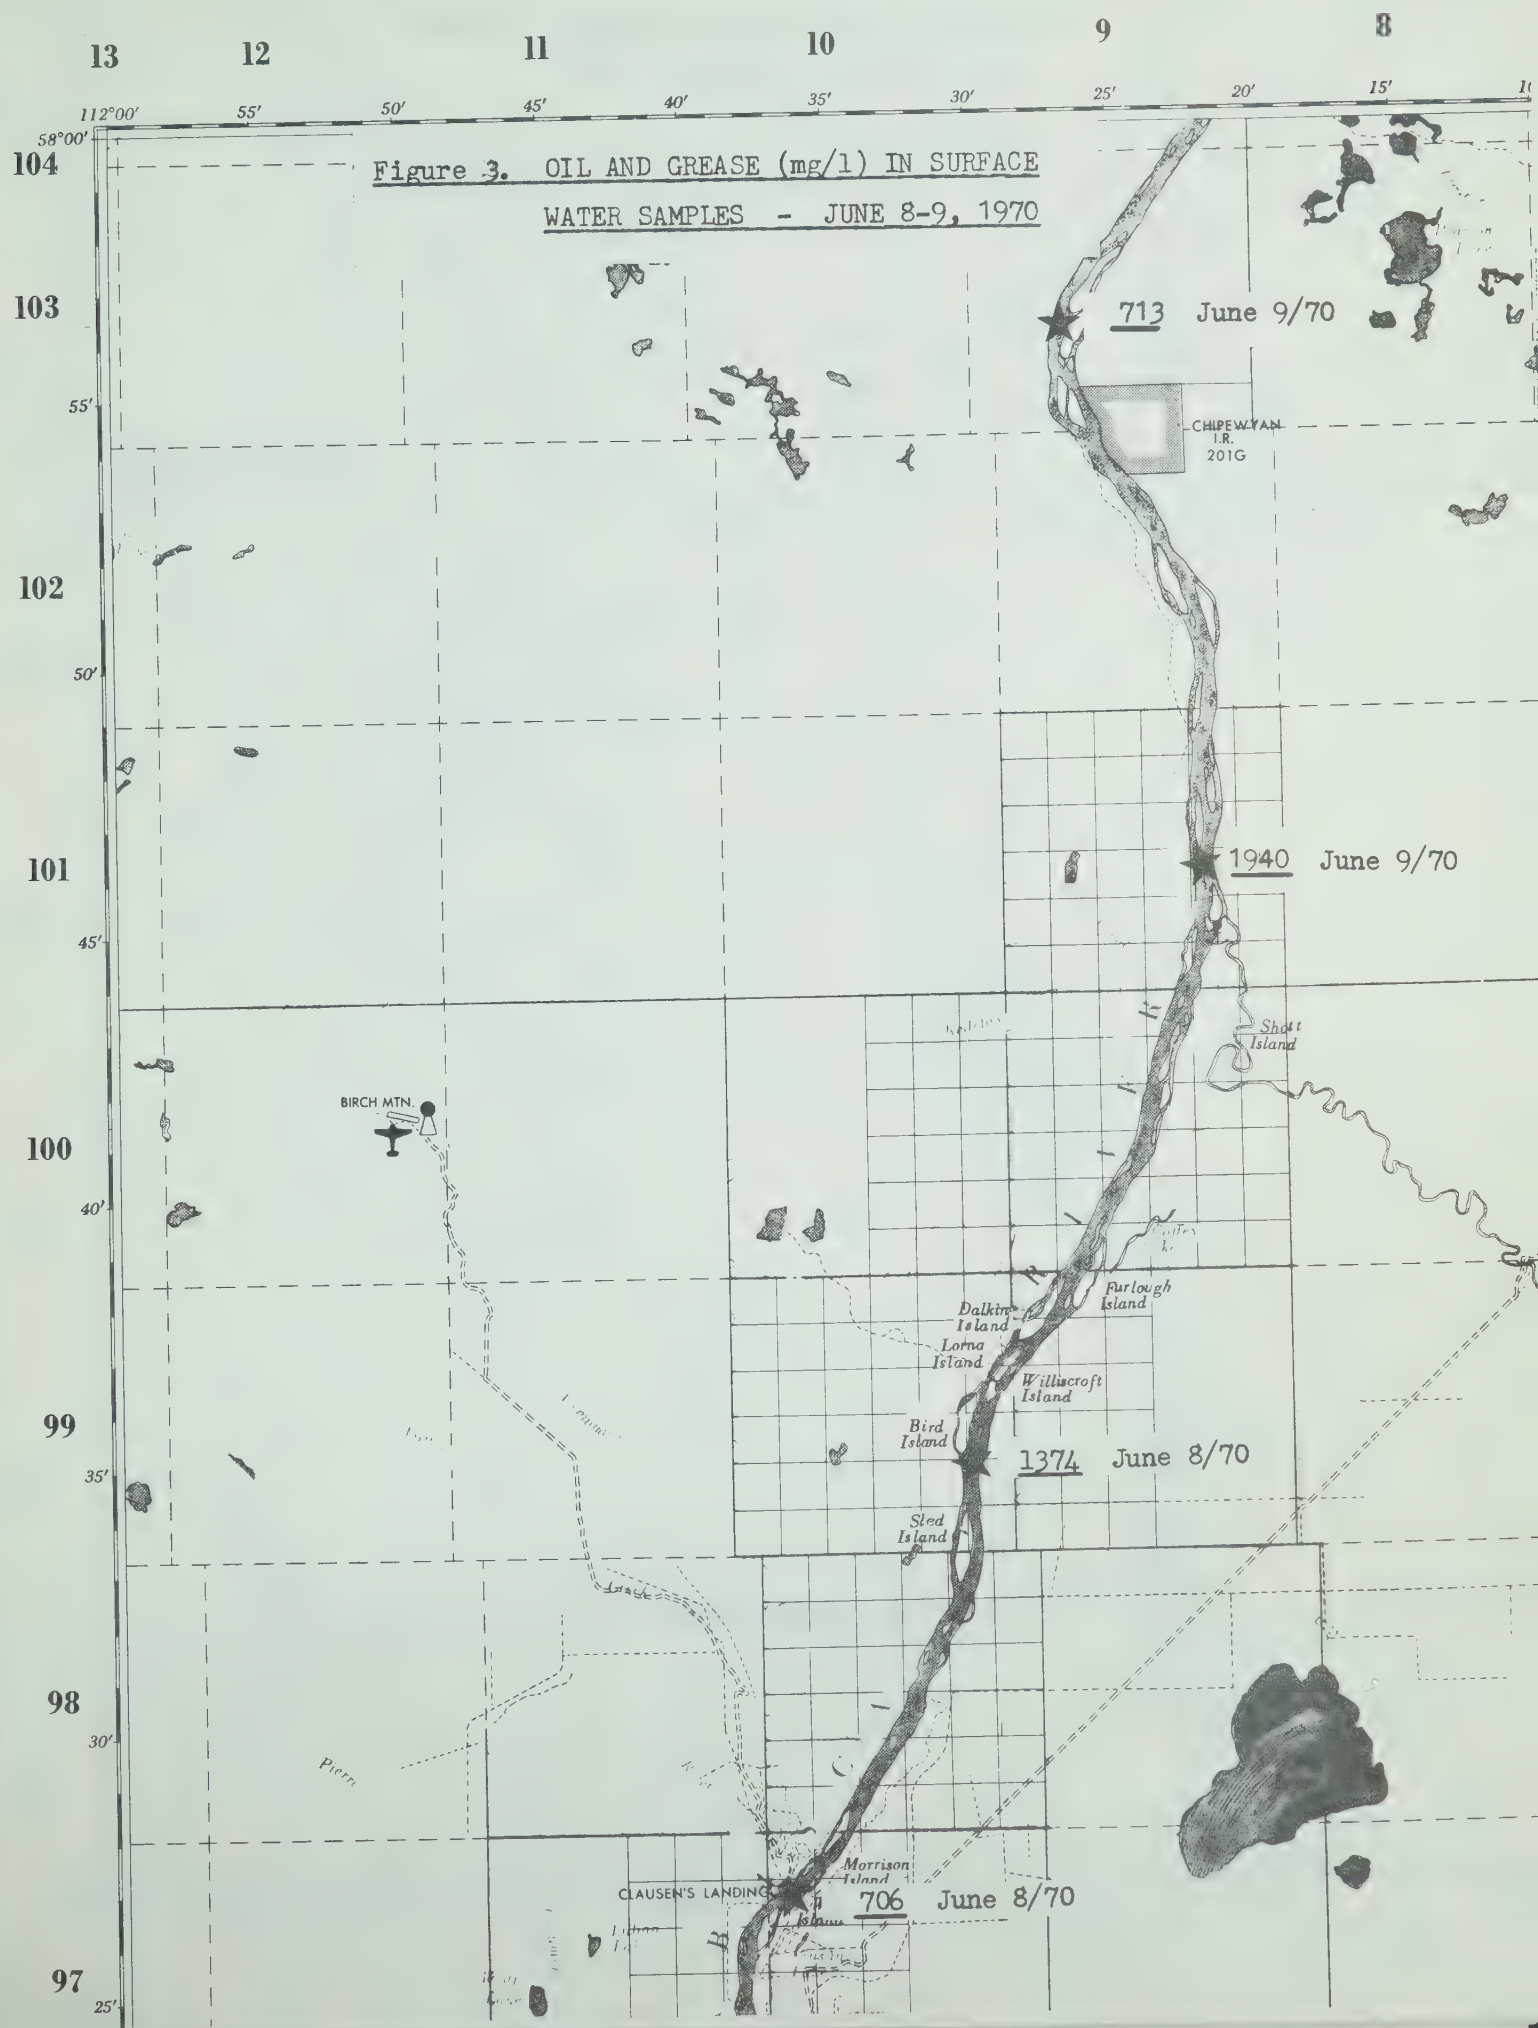 13 12 11 10 9 8
112°00' 55' 50' 45' 40' 35' 30' 25' 20' 15'
58°00'
104
Figure 3. OIL AND GREASE (mg/l) IN SURFACE
WATER SAMPLES - JUNE 8-9, 1970
103
713 June 9/70
55'
CHIPEWYAN
I.R.
201G
102
50'
101
1940 June 9/70
45'
K
Shott
Island
BIRCH MTN.
100
40'
R
Furlough
Island
Dalkin
Island
Lorna
Island
Williscroft
Island
99
Bird
Island
35'
1374 June 8/70
Sled
Island
98
30'
Pierre
C
Morrison
Island
CLAUSEN'S LANDING
706 June 8/70
B
97
25'